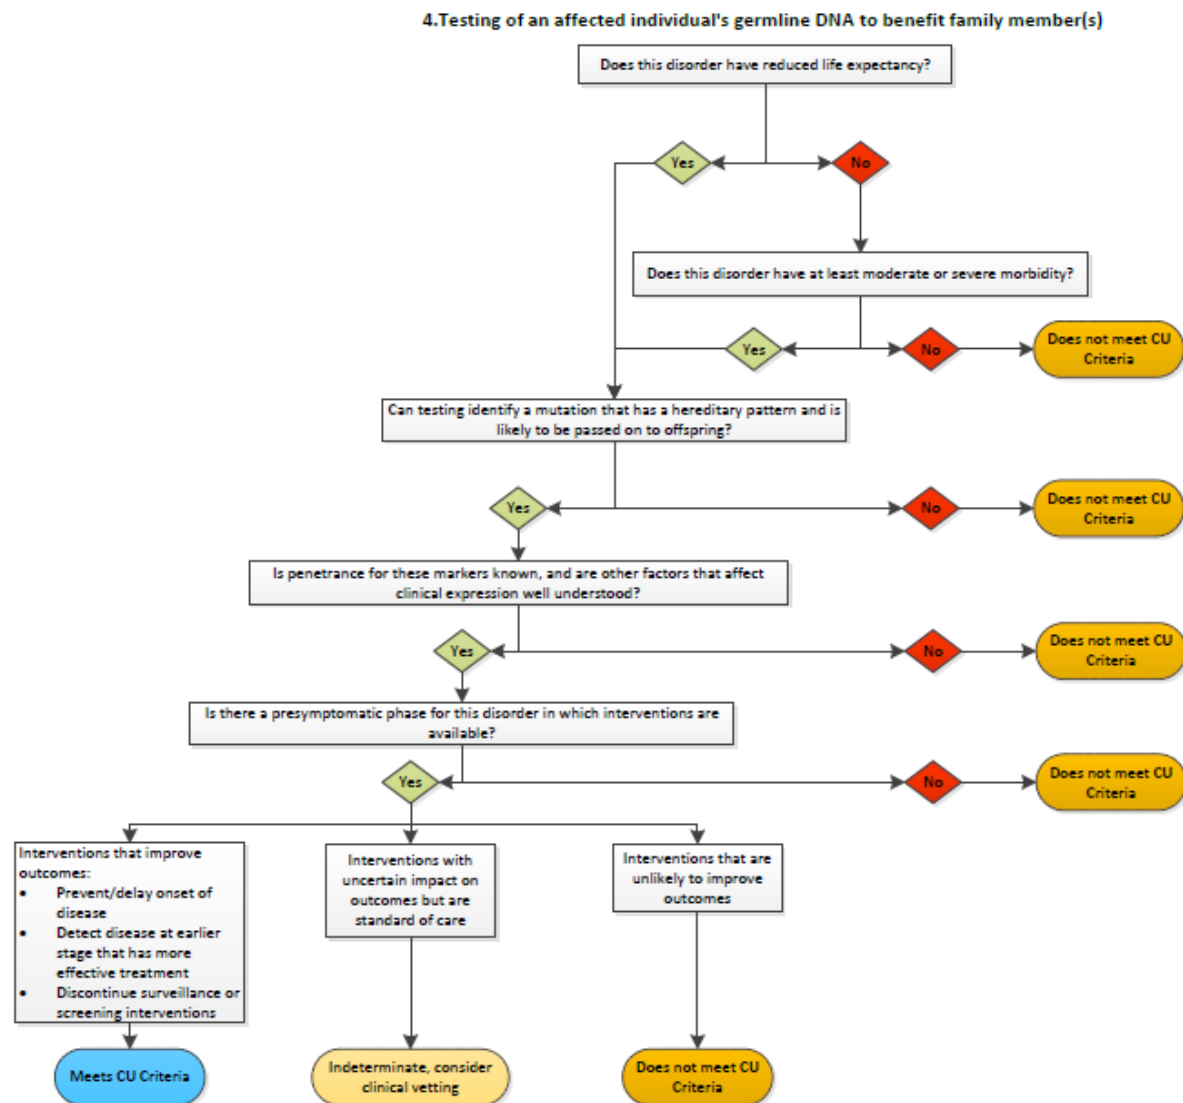 4.Testing of an affected individual's germline DNA to benefit family member(s)
Does this disorder have reduced life expectancy?
Yes
No
Does this disorder have at least moderate or severe morbidity?
Yes
No
Does not meet CU
Criteria
Can testing identify a mutation that has a hereditary pattern and is
likely to be passed on to offspring?
Yes
No
Does not meet CU
Criteria
Is penetrance for these markers known, and are other factors that affect
clinical expression well understood?
Yes
No
Does not meet CU
Criteria
Is there a presymptomatic phase for this disorder in which interventions are
available?
Yes
No
Does not meet CU
Criteria
Interventions that improve
outcomes:
• Prevent/delay onset of
disease
• Detect disease at earlier
stage that has more
effective treatment
• Discontinue surveillance or
screening interventions
Interventions with
uncertain impact on
outcomes but are
standard of care
Interventions that are
unlikely to improve
outcomes
Meets CU Criteria
Indeterminate, consider
clinical vetting
Does not meet CU
Criteria